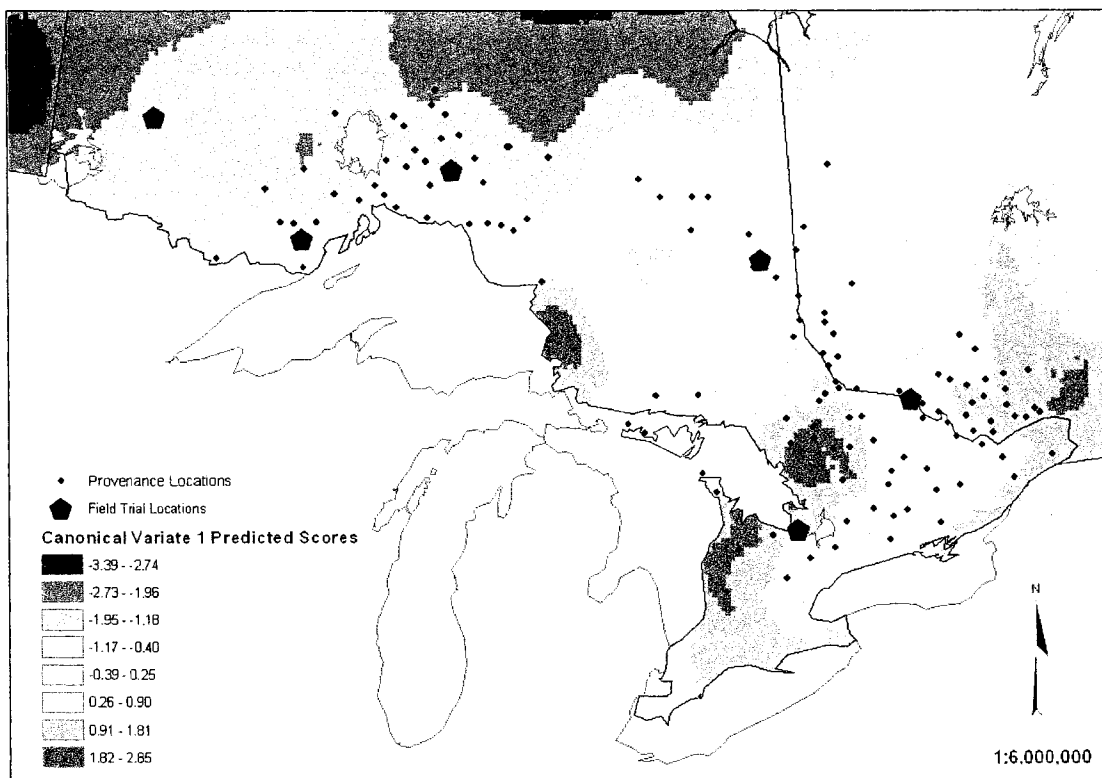 Provenance Locations
Field Trial Locations
Canonical Variate 1 Predicted Scores
-3.39 - -2.74
-2.73 - -1.96
-1.95 - -1.18
-1.17 - -0.40
-0.39 - 0.25
0.26 - 0.90
0.91 - 1.81
1.82 - 2.65
N
1:6,000,000